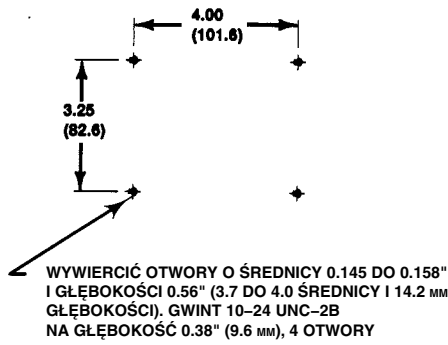 4.00
(101.6)
3.25
(82.6)
WYWIERCIĆ OTWORY O ŚREDNICY 0.145 DO 0.158"
I GŁĘBOKOŚCI 0.56" (3.7 DO 4.0 ŚREDNICY I 14.2 MM
GŁĘBOKOŚCI). GWINT 10–24 UNC–2B
NA GŁĘBOKOŚĆ 0.38" (9.6 MM), 4 OTWORY